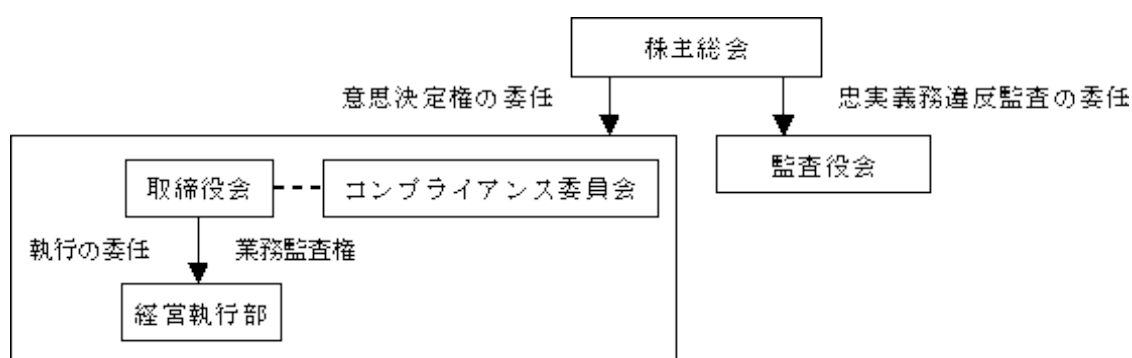 株主総会
意思決定権の委任
忠実義務違反監査の委任
監査役会
取締役会
コンプライアンス委員会
執行の委任
業務監査権
経営執行部